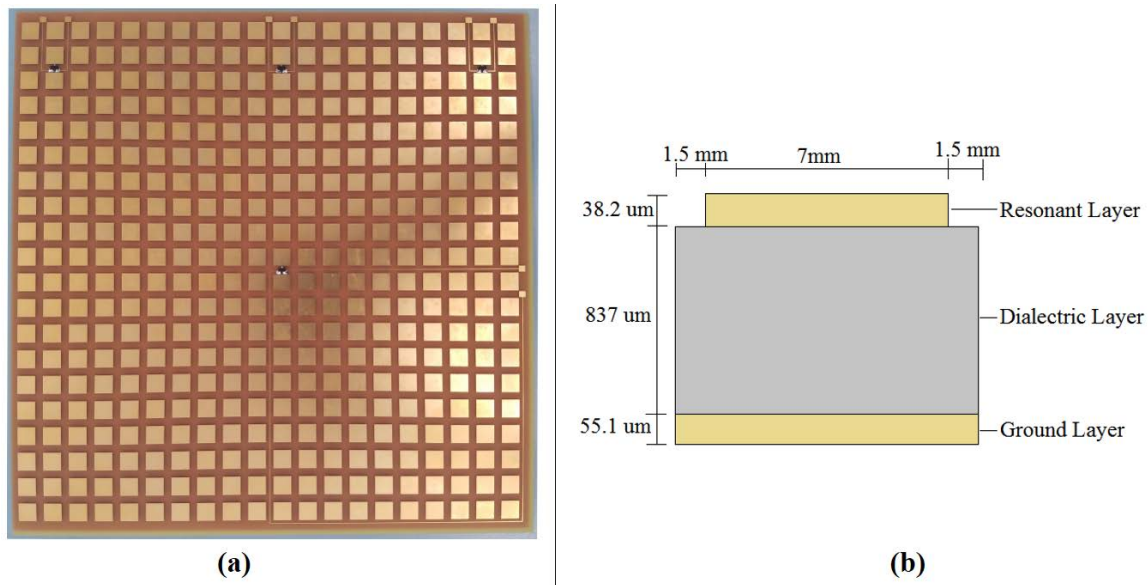 1.5 mm
7mm
1.5 mm
38.2 um
Resonant Layer
837 um
Dialectric Layer
55.1 um
Ground Layer
(a)
(b)